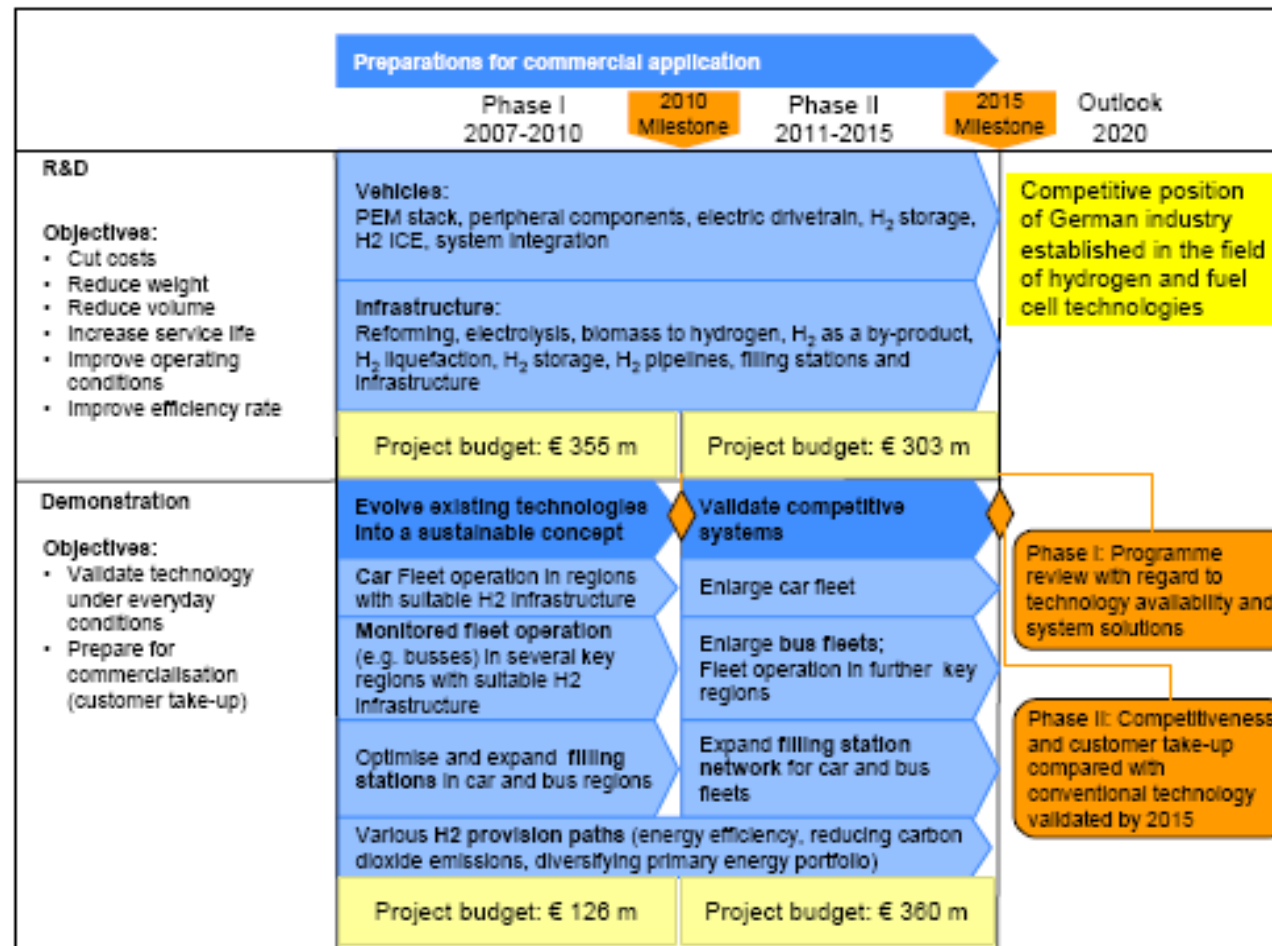 Preparations for commercial application
Phase I
2007-2010
2010
Milestone
Phase II
2011-2015
2015
Milestone
Outlook
2020
R&D
Objectives:
• Cut costs
• Reduce weight
• Reduce volume
• Increase service life
• Improve operating
conditions
• Improve efficiency rate
Vehicles:
PEM stack, peripheral components, electric drivetrain, H₂ storage,
H2 ICE, system integration
Infrastructure:
Reforming, electrolysis, biomass to hydrogen, H₂ as a by-product,
H₂ liquefaction, H₂ storage, H₂ pipelines, filling stations and
infrastructure
Project budget: € 355 m
Project budget: € 303 m
Competitive position
of German industry
established in the field
of hydrogen and fuel
cell technologies
Demonstration
Objectives:
• Validate technology
under everyday
conditions
• Prepare for
commercialisation
(customer take-up)
Evolve existing technologies
into a sustainable concept
Validate competitive
systems
Car Fleet operation in regions
with suitable H2 infrastructure
Enlarge car fleet
Monitored fleet operation
(e.g. busses) in several key
regions with suitable H2
infrastructure
Enlarge bus fleets;
Fleet operation in further key
regions
Optimise and expand filling
stations in car and bus regions
Expand filling station
network for car and bus
fleets
Various H2 provision paths (energy efficiency, reducing carbon
dioxide emissions, diversifying primary energy portfolio)
Project budget: € 126 m
Project budget: € 360 m
Phase I: Programme
review with regard to
technology availability and
system solutions
Phase II: Competitiveness
and customer take-up
compared with
conventional technology
validated by 2015